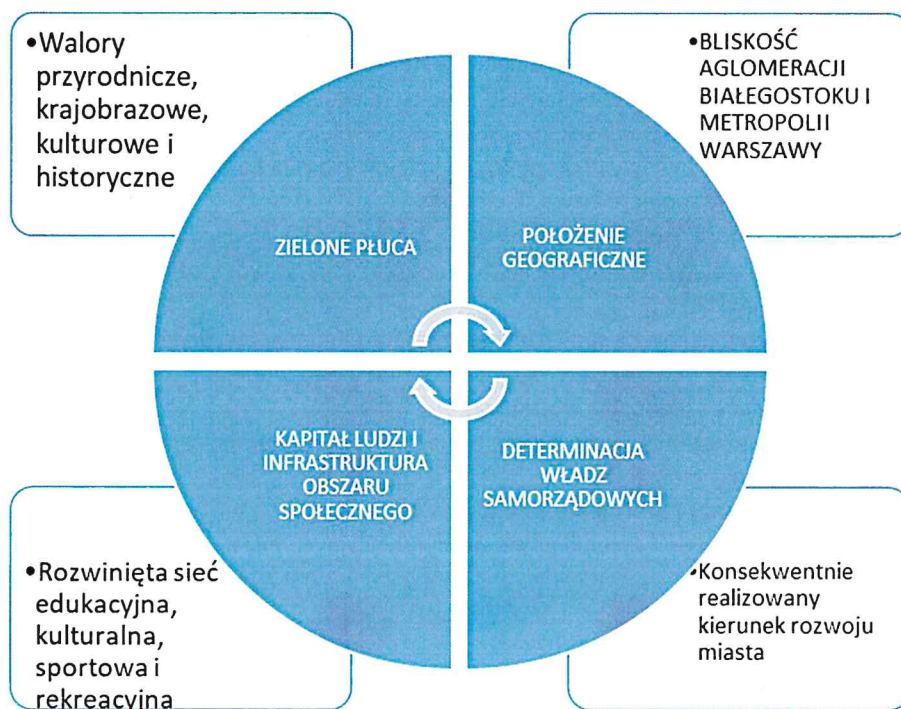 •Walory
przyrodnicze,
krajobrazowe,
kulturowe i
historyczne
•BLISKOŚĆ
AGLOMERACJI
BIAŁEGOSTOKU I
METROPOLII
WARSZAWY
ZIELONE PŁUCA
POŁOŻENIE
GEOGRAFICZNE
KAPITAŁ LUDZI I
INFRASTRUKTURA
OBSZARU
SPOŁECZNEGO
DETERMINACJA
WŁADZ
SAMORZĄDOWYCH
•Rozwinięta sieć
edukacyjna,
kulturalna,
sportowa i
rekreacyjna
•Konsekwentnie
realizowany
kierunek rozwoju
miasta